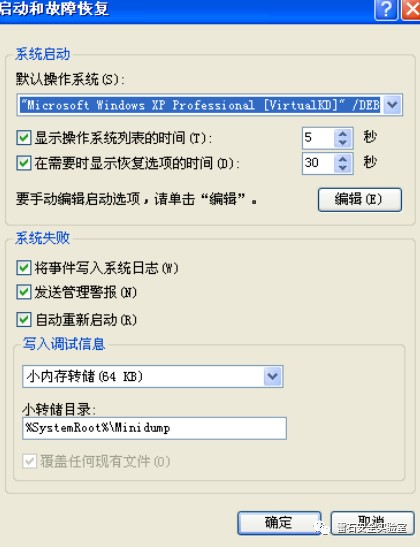 启动和故障恢复
系统启动
默认操作系统(S):
"Microsoft Windows XP Professional [VirtualKD]" /DEB
显示操作系统列表的时间(T): 5 秒
在需要时显示恢复选项的时间(D): 30 秒
要手动编辑启动选项，请单击“编辑”。 编辑(E)
系统失败
将事件写入系统日志(W)
发送管理警报(N)
自动重新启动(R)
写入调试信息
小内存转储(64 KB)
小转储目录:
%SystemRoot%\Minidump
覆盖任何现有文件(O)
确定 取消
雷石安全实验室